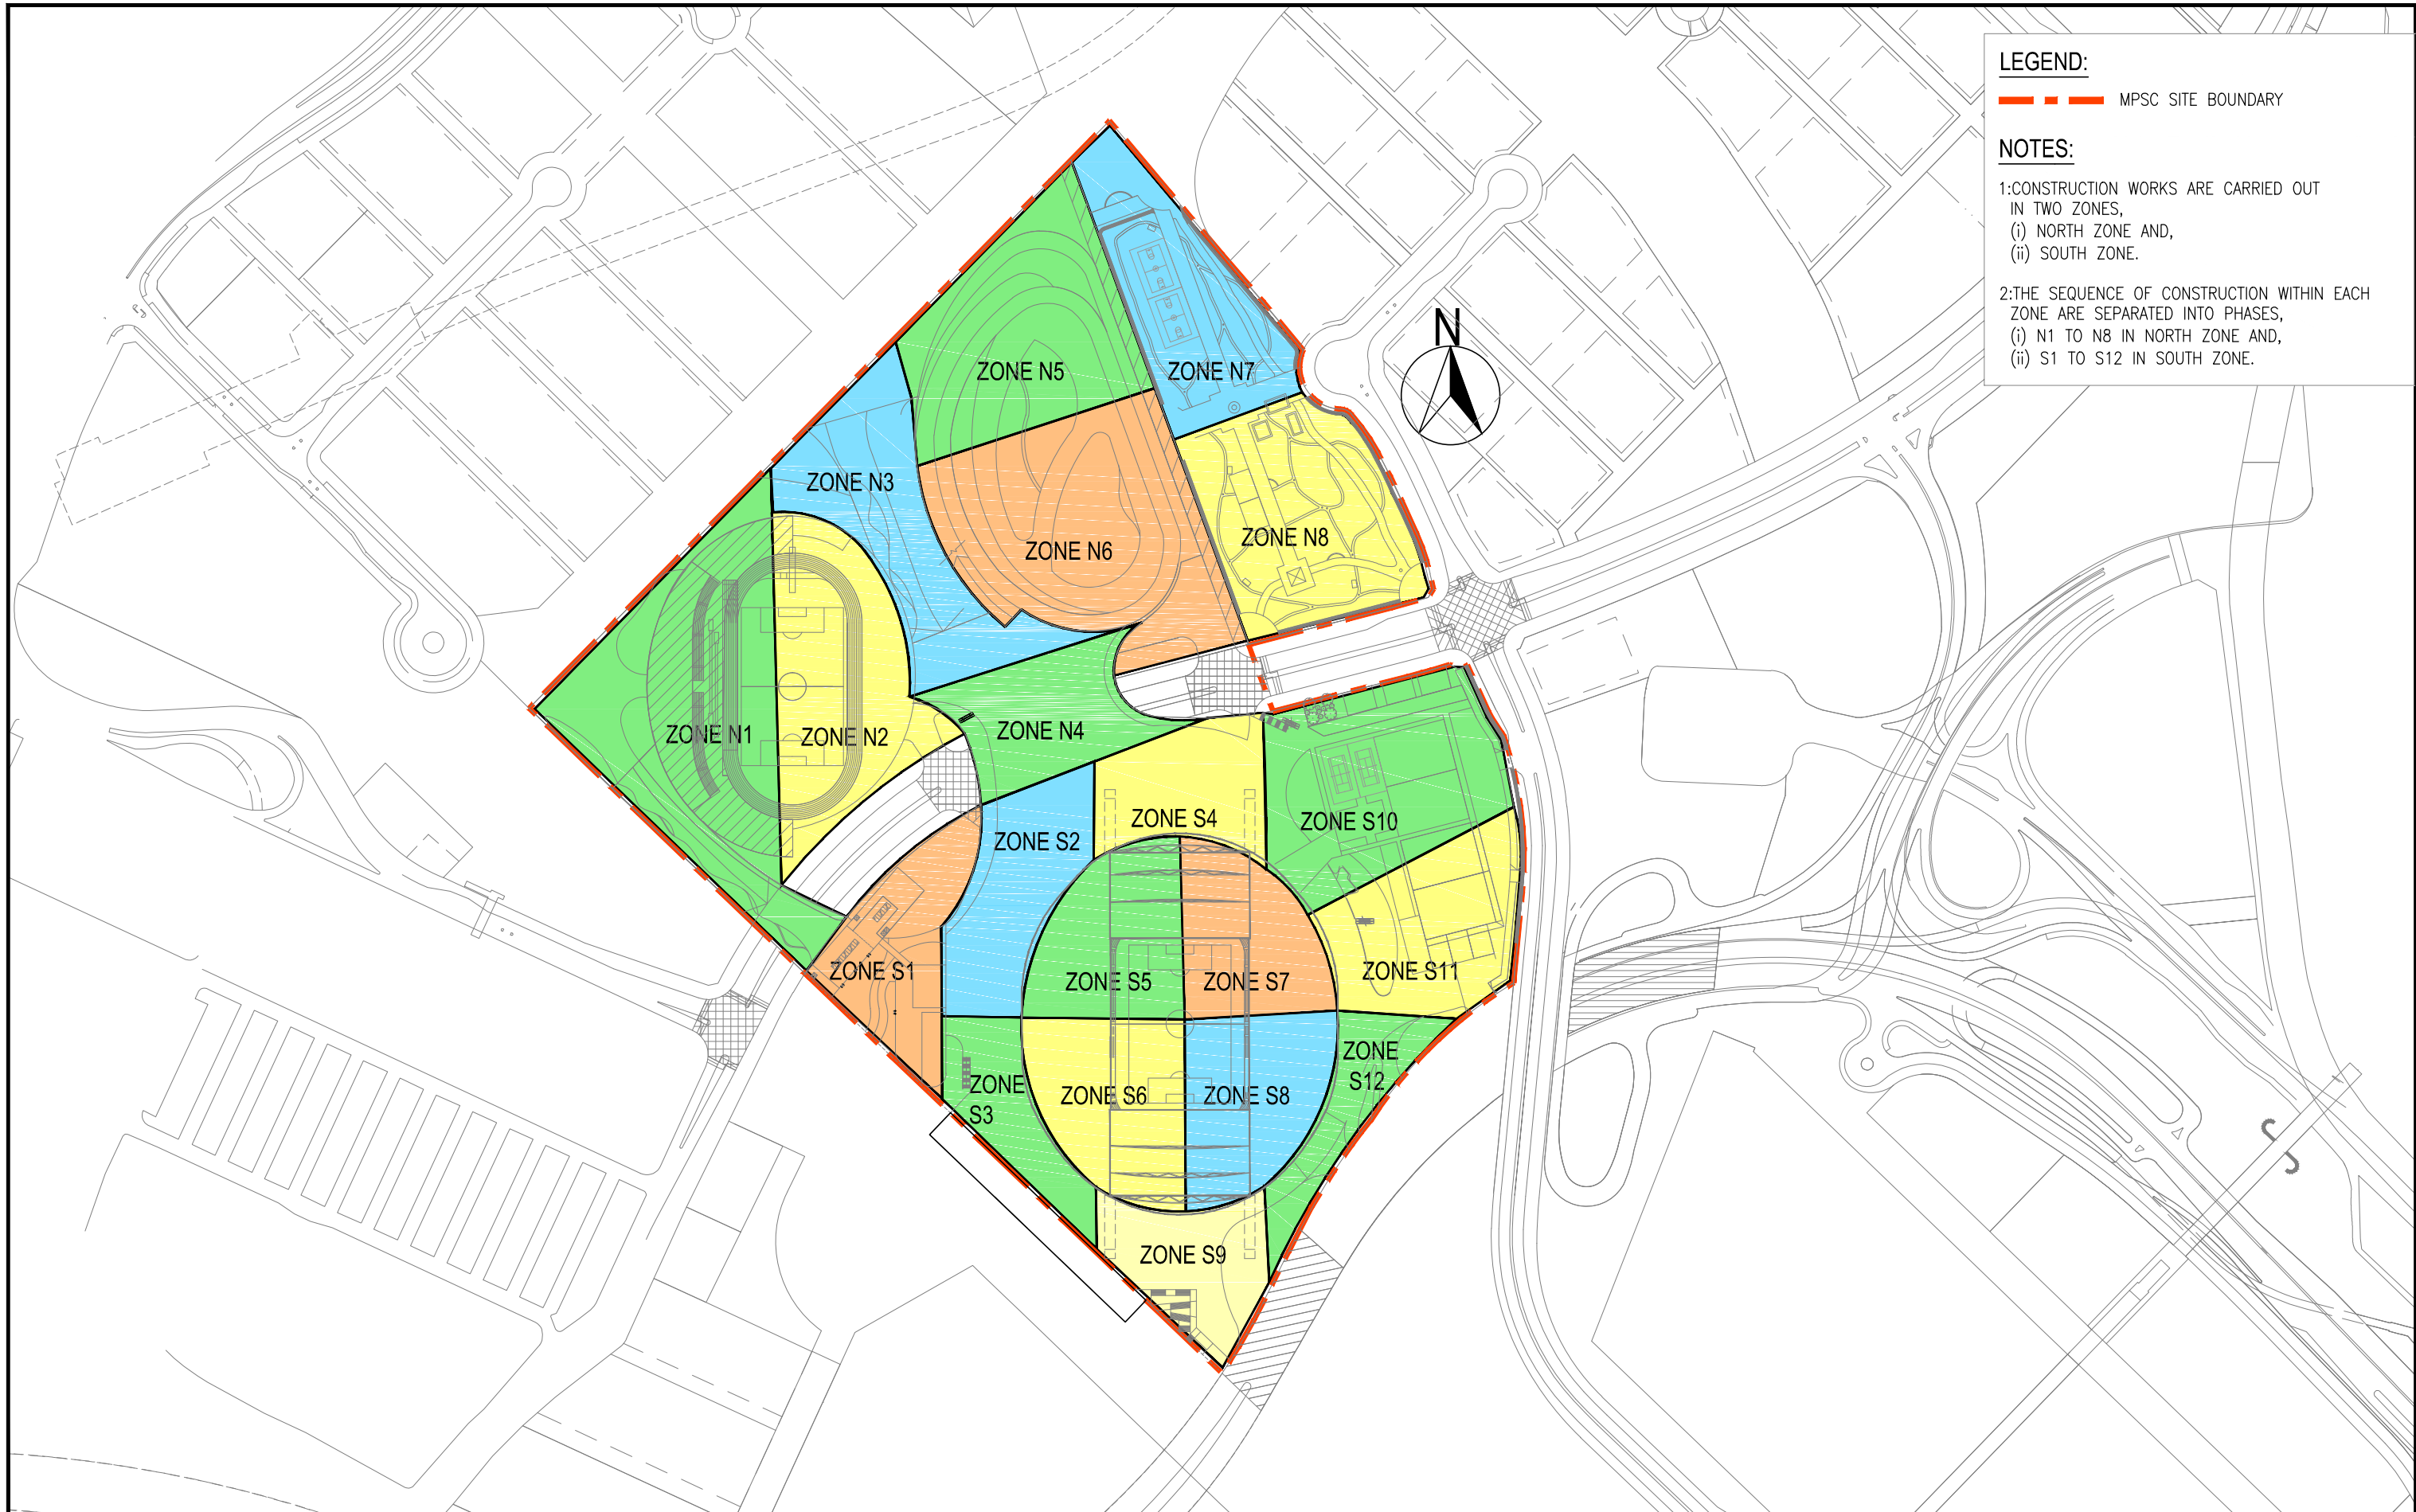 LEGEND:
MPSC SITE BOUNDARY
NOTES:
1:CONSTRUCTION WORKS ARE CARRIED OUT
IN TWO ZONES,
(i) NORTH ZONE AND,
(ii) SOUTH ZONE.
2:THE SEQUENCE OF CONSTRUCTION WITHIN EACH
ZONE ARE SEPARATED INTO PHASES,
(i) N1 TO N8 IN NORTH ZONE AND,
(ii) S1 TO S12 IN SOUTH ZONE.
N
ZONE N5
ZONE N7
ZONE N3
ZONE N6
ZONE N8
ZONE N1
ZONE N2
ZONE N4
ZONE S2
ZONE S4
ZONE S10
ZONE S1
ZONE S5
ZONE S7
ZONE S11
ZONE
S3
ZONE S6
ZONE S8
ZONE
S12
ZONE S9